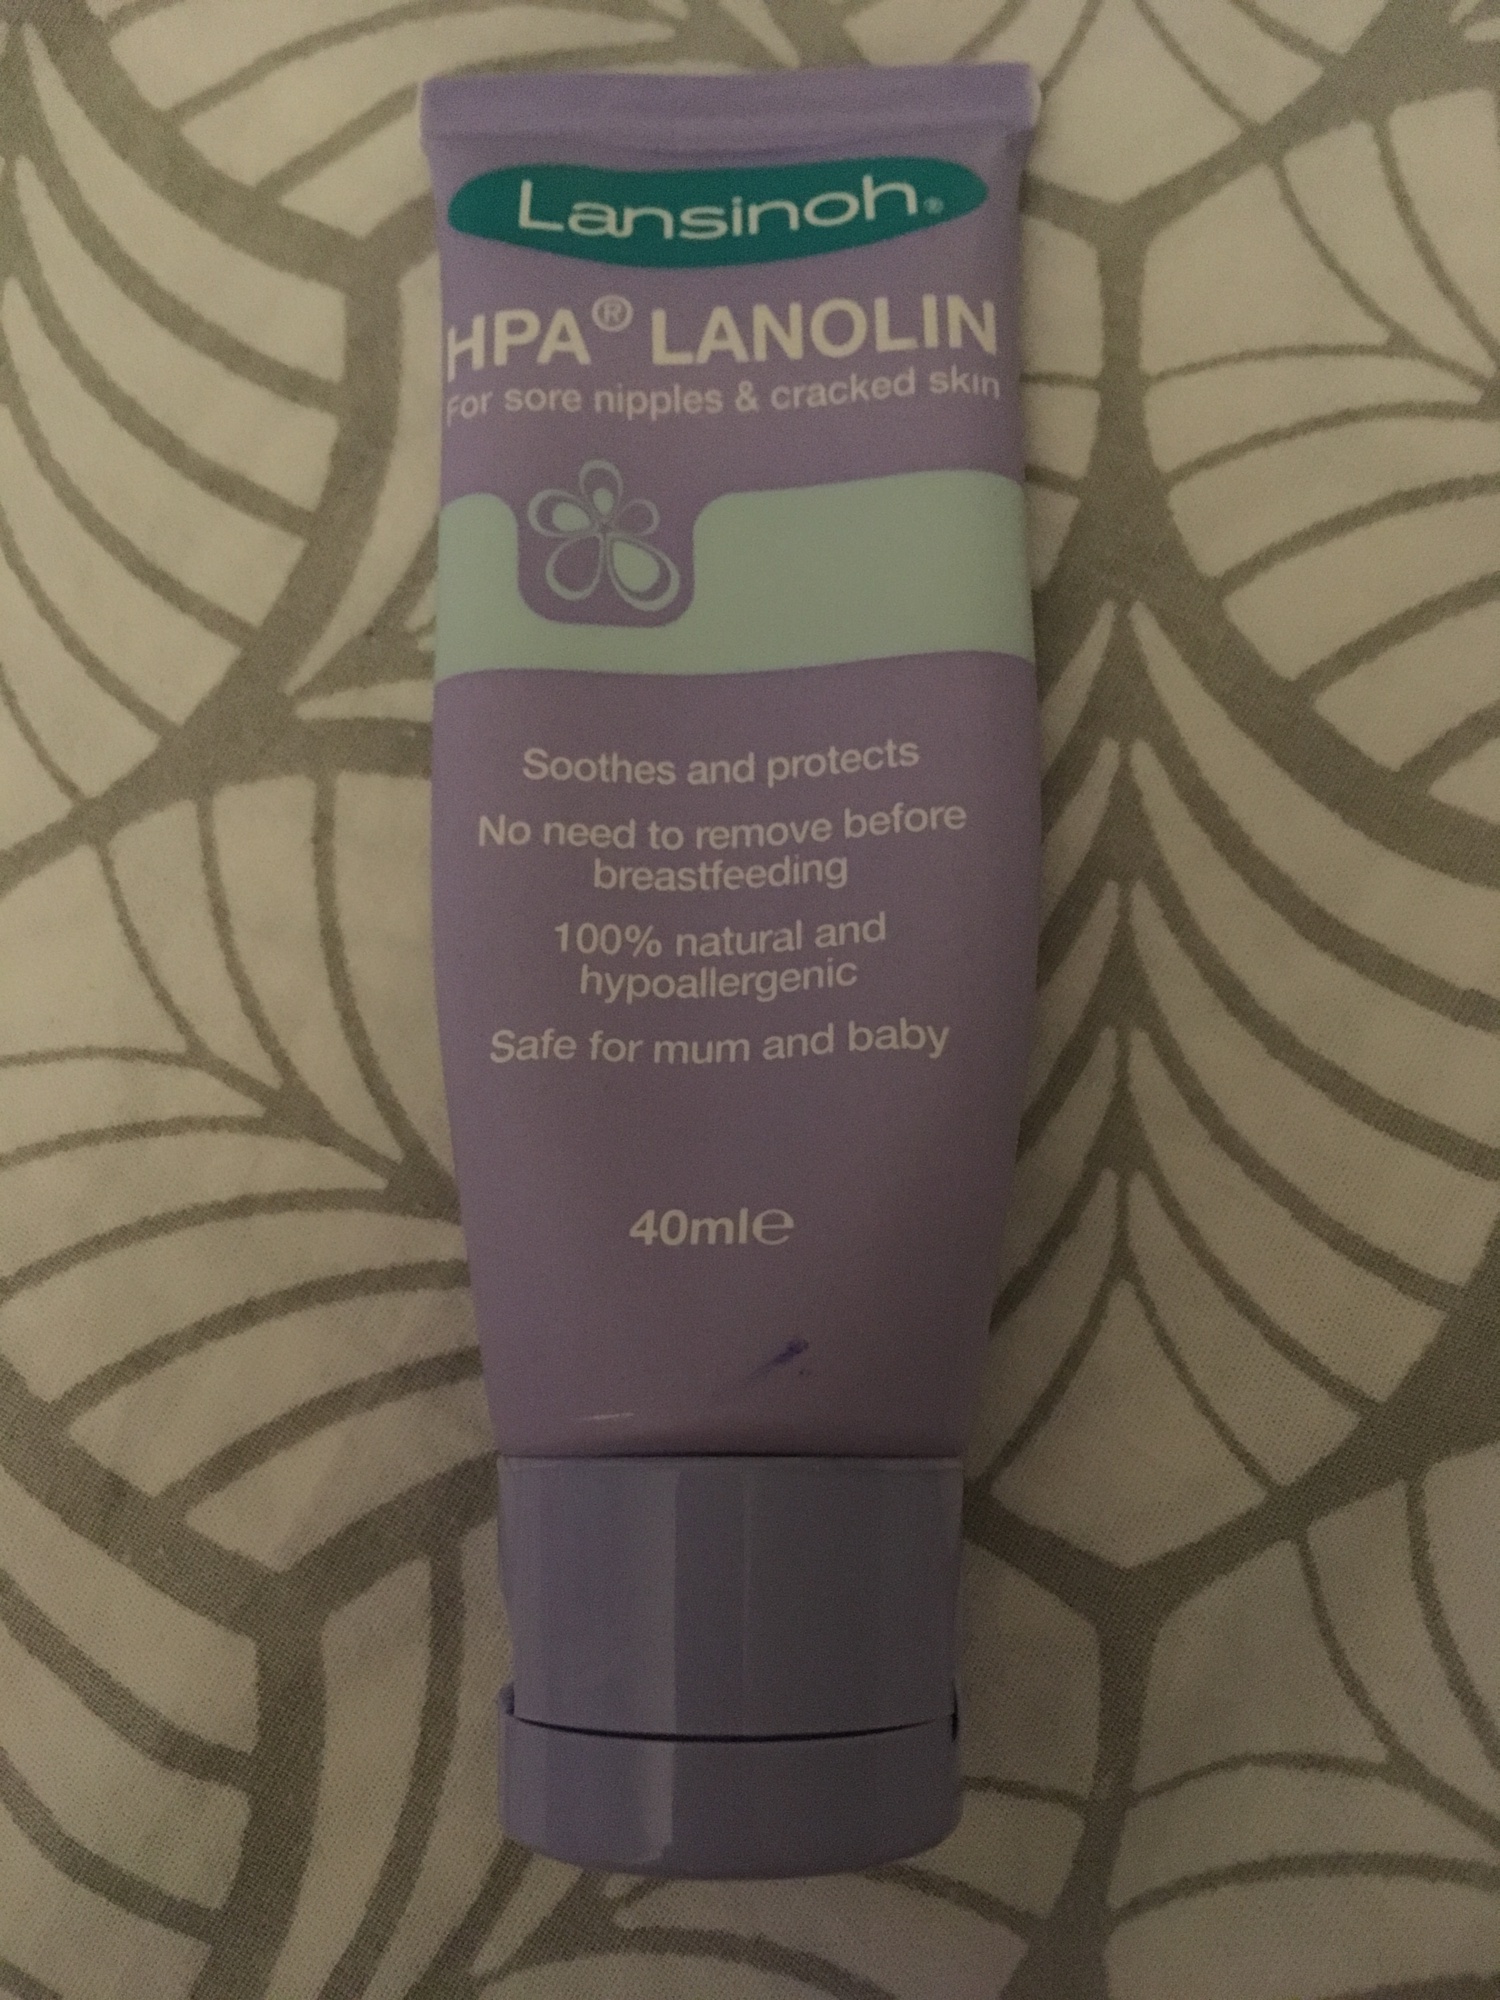 Lansinoh®
HPA® LANOLIN
For sore nipples & cracked skin
Soothes and protects
No need to remove before
breastfeeding
100% natural and
hypoallergenic
Safe for mum and baby
40ml℮